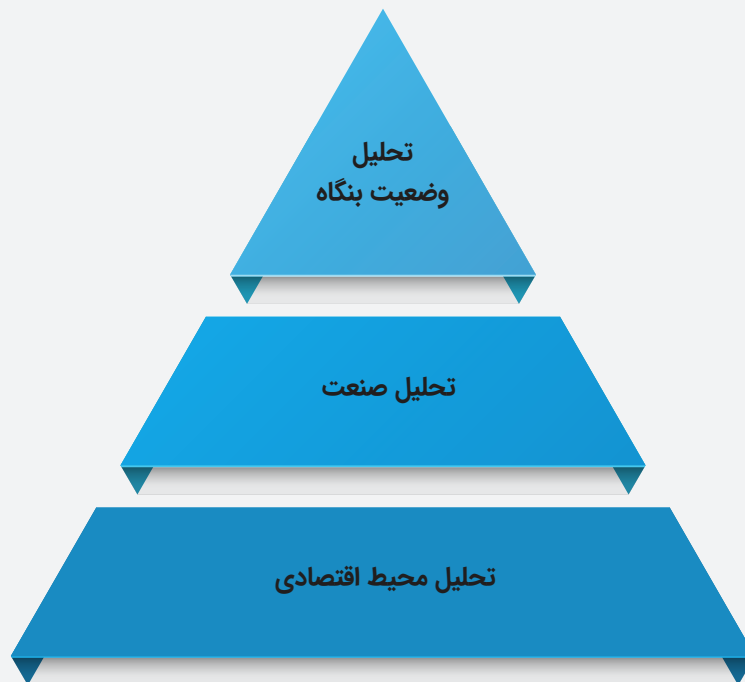 تحلیل
وضعیت بنگاه
تحلیل صنعت
تحلیل محیط اقتصادی